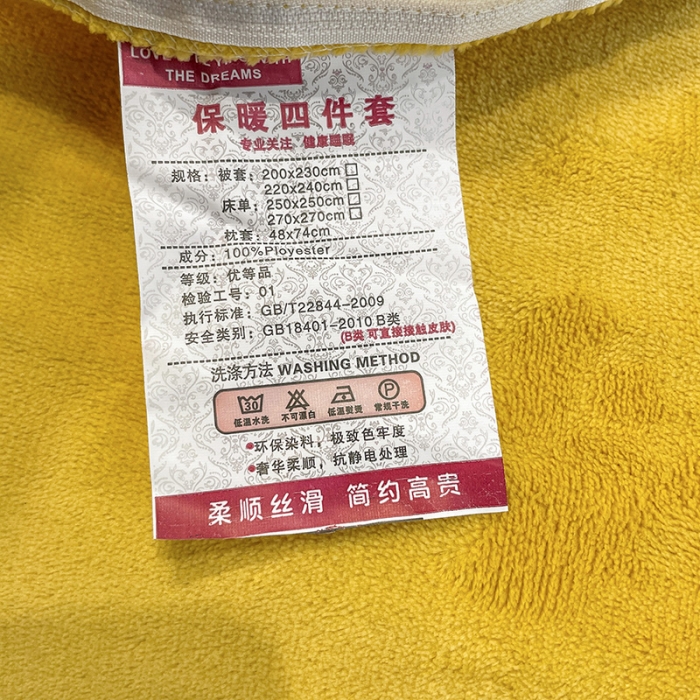 THE DREAMS
保暖四件套
专业关注 健康睡眠
规格：被套：200x230cm
220x240cm
床单：250x250cm
270x270cm
枕套：48x74cm
成分：100%Ployester
等级：优等品
检验工号：01
执行标准：GB/T22844-2009
安全类别：GB18401-2010 B类
(B类 可直接接触皮肤)
洗涤方法 WASHING METHOD
30 P
低温水洗 不可漂白 低温熨烫 常规干洗
环保染料，极致色牢度
奢华柔顺，抗静电处理
柔顺丝滑 简约高贵